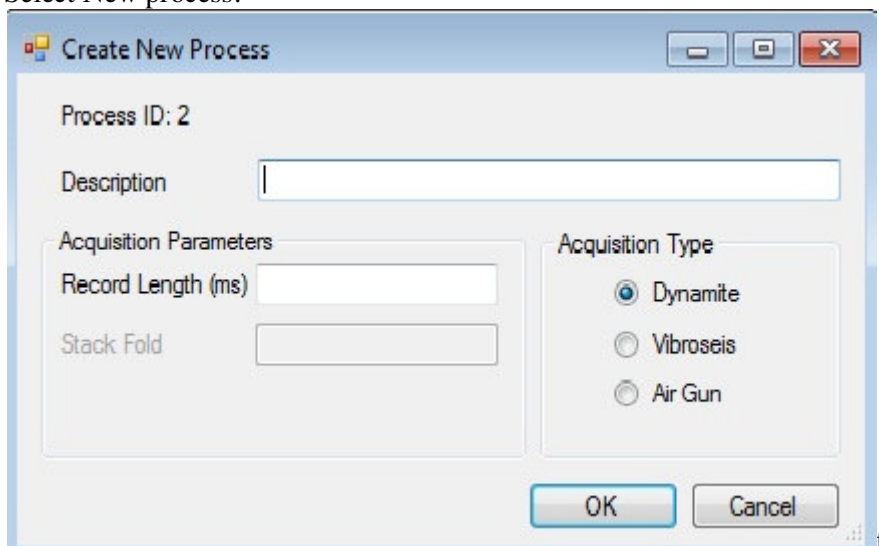 Select New process.
Create New Process
Process ID: 2
Description
Acquisition Parameters
Record Length (ms)
Stack Fold
Acquisition Type
Dynamite
Vibroseis
Air Gun
OK
Cancel